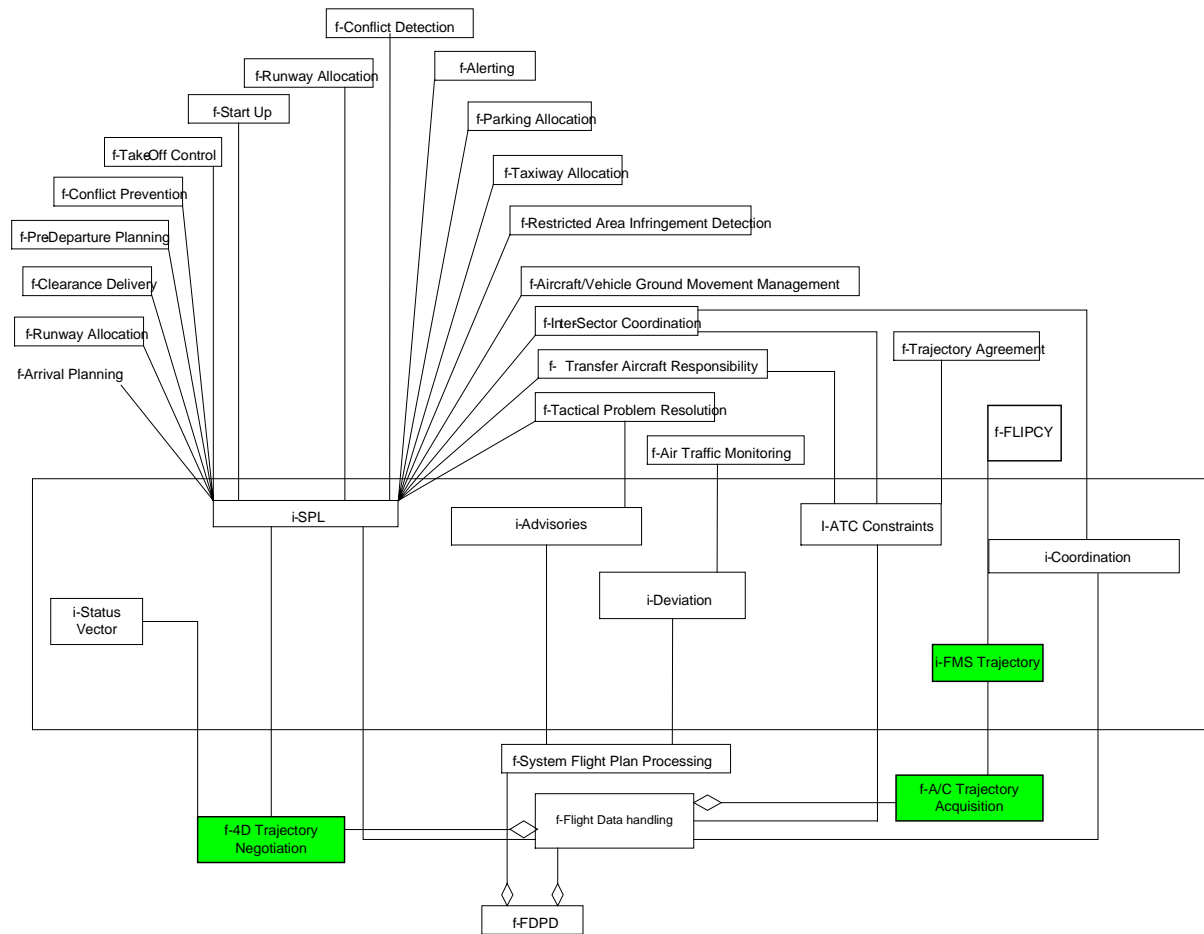 f-Conflict Detection
f-Runway Allocation
f-Alerting
f-Start Up
f-Parking Allocation
f-TakeOff Control
f-Taxiway Allocation
f-Conflict Prevention
f-Restricted Area Infringement Detection
f-PreDeparture Planning
f-Clearance Delivery
f-Aircraft/Vehicle Ground Movement Management
f-Runway Allocation
f-Inter-Sector Coordination
f-Arrival Planning
f-Trajectory Agreement
f- Transfer Aircraft Responsibility
f-Tactical Problem Resolution
f-FLIPCY
f-Air Traffic Monitoring
i-SPL
i-Advisories
I-ATC Constraints
i-Coordination
i-Deviation
i-Status
Vector
i-FMS Trajectory
f-System Flight Plan Processing
f-A/C Trajectory
Acquisition
f-Flight Data handling
f-4D Trajectory
Negotiation
f-FDPD